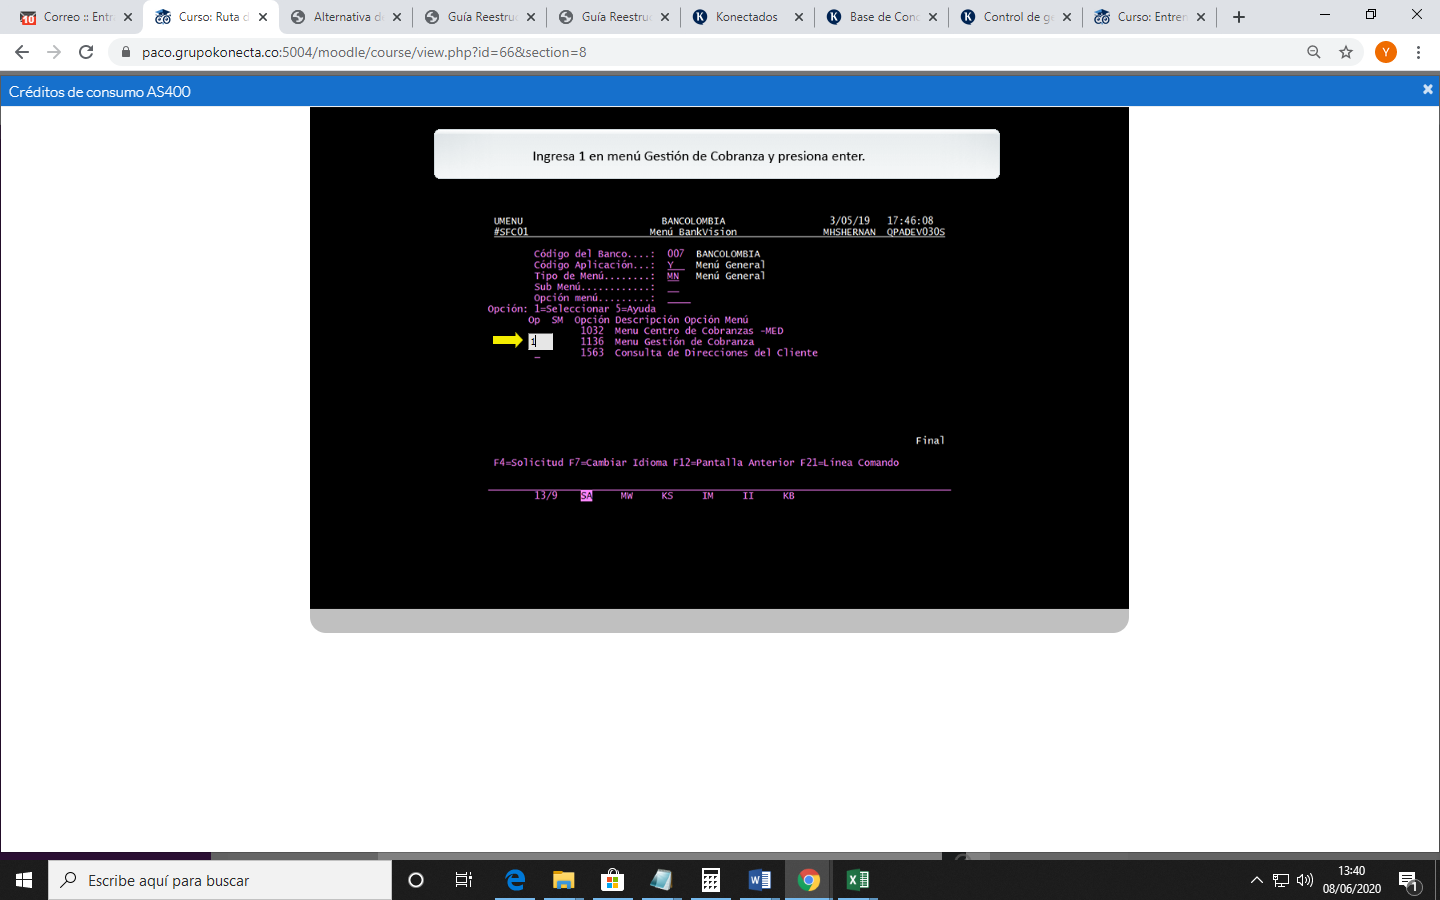 Correo :: Entr
Curso: Ruta d
Alternativa d
Guía Reestruc
Guía Reestruc
Konectados
Base de Cono
Control de ge
Curso: Entren
paco.grupokonecta.co:5004/moodle/course/view.php?id=66&section=8
Y
Créditos de consumo AS400
Ingresa 1 en menú Gestión de Cobranza y presiona enter.
UMENU BANCOLOMBIA 3/05/19 17:46:08
#SFC01 Menú BankVision MHSHERNAN QPADEV030S
Código del Banco....: 007 BANCOLOMBIA
Código Aplicación...: Y Menú General
Tipo de Menú........: MN Menú General
Sub Menú............:
Opción menú.........:
Opción: 1=Seleccionar 5=Ayuda
Op SM Opción Descripción Opción Menú
1032 Menu Centro de Cobranzas -MED
1 1136 Menu Gestión de Cobranza
1563 Consulta de Direcciones del Cliente
Final
F4=Solicitud F7=Cambiar Idioma F12=Pantalla Anterior F21=Línea Comando
13/9 SA MW KS IM II KB
Escribe aquí para buscar
13:40
08/06/2020
1